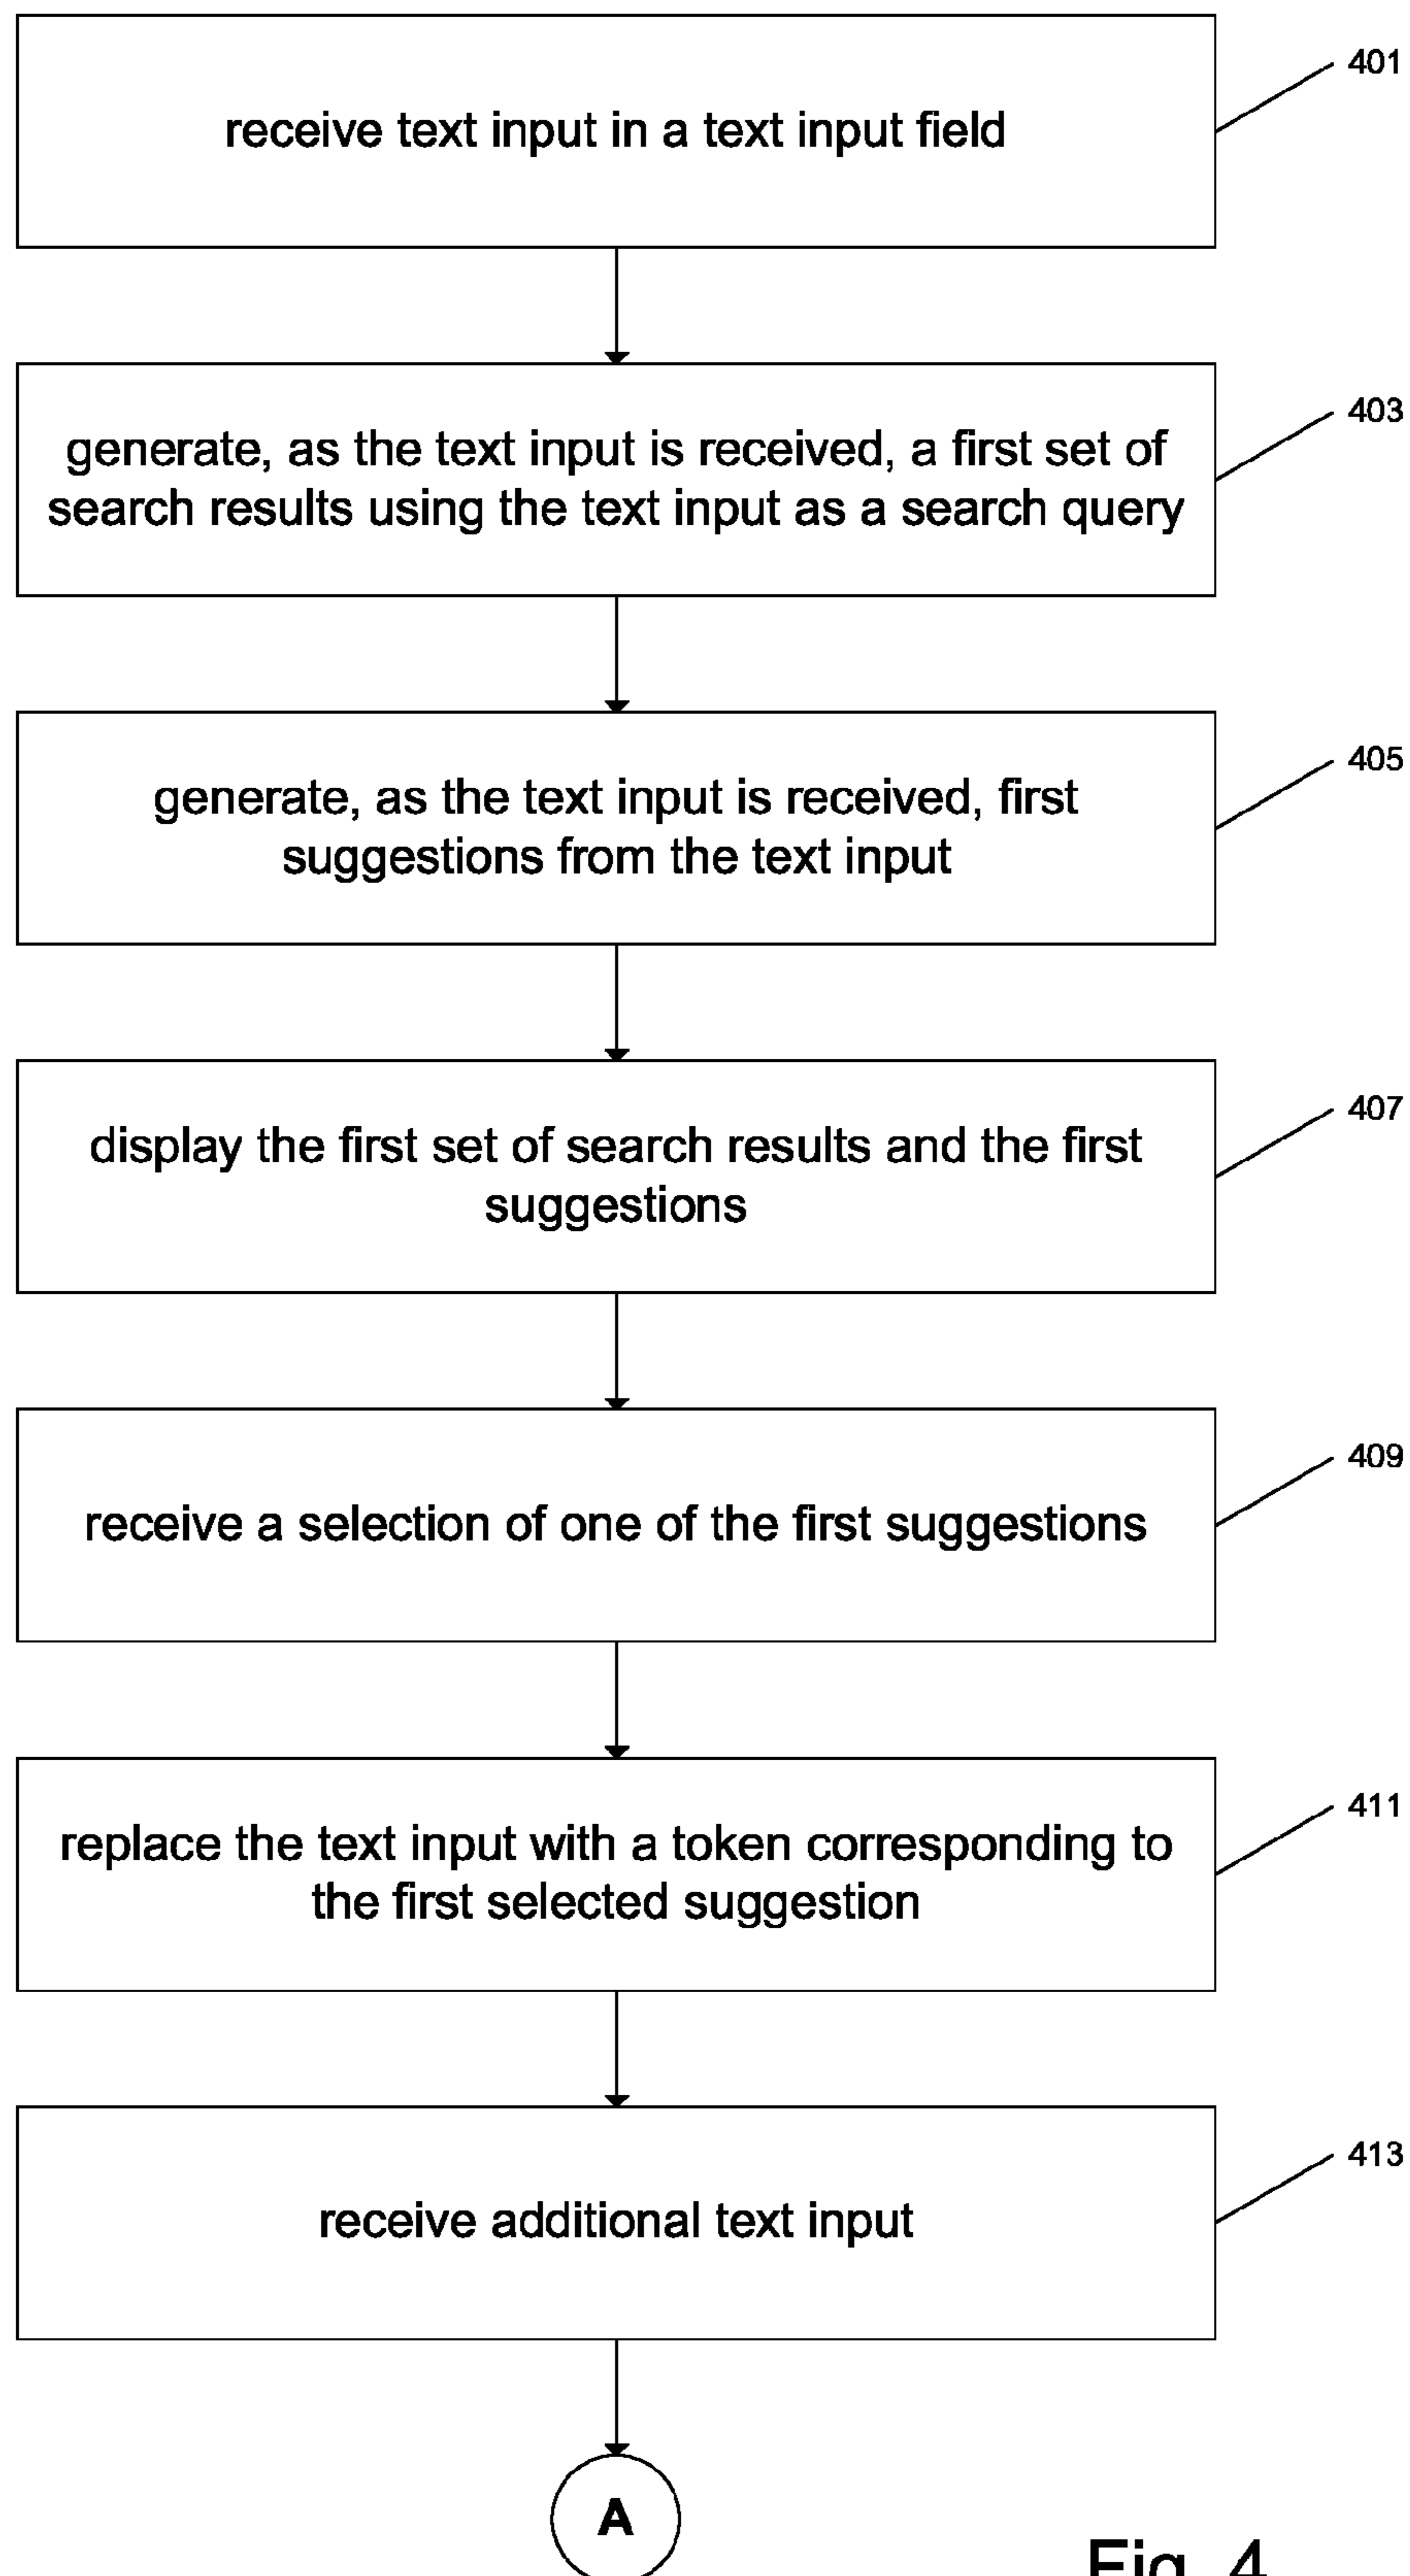 receive text input in a text input field
401
generate, as the text input is received, a first set of
search results using the text input as a search query
403
generate, as the text input is received, first
suggestions from the text input
405
display the first set of search results and the first
suggestions
407
receive a selection of one of the first suggestions
409
replace the text input with a token corresponding to
the first selected suggestion
411
receive additional text input
413
A
Fig. 4